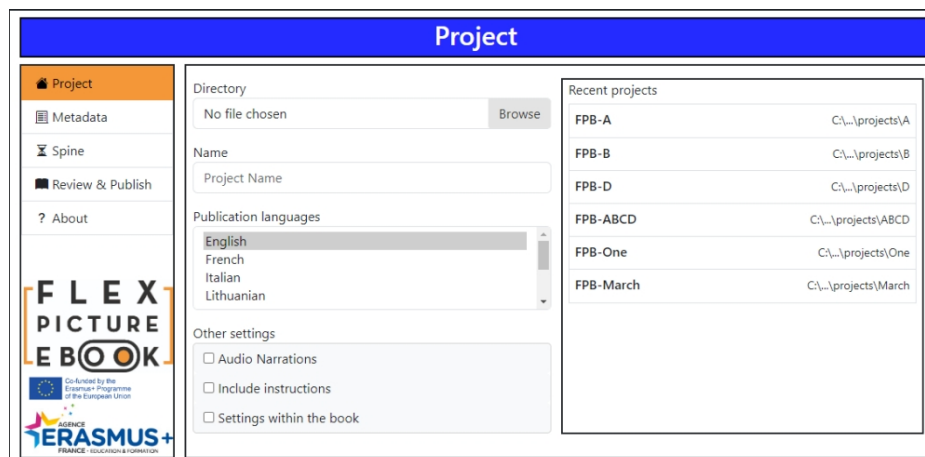 Project
Project
Metadata
Spine
Review & Publish
? About
FLEX
PICTURE
EBOOK
Co-funded by the
Erasmus+ Programme
of the European Union
AGENCE
ERASMUS+
FRANCE - EDUCATION & FORMATION
Directory
No file chosen Browse
Name
Project Name
Publication languages
English
French
Italian
Lithuanian
Other settings
Audio Narrations
Include instructions
Settings within the book
Recent projects
FPB-A C:\...\projects\A
FPB-B C:\...\projects\B
FPB-D C:\...\projects\D
FPB-ABCD C:\...\projects\ABCD
FPB-One C:\...\projects\One
FPB-March C:\...\projects\March